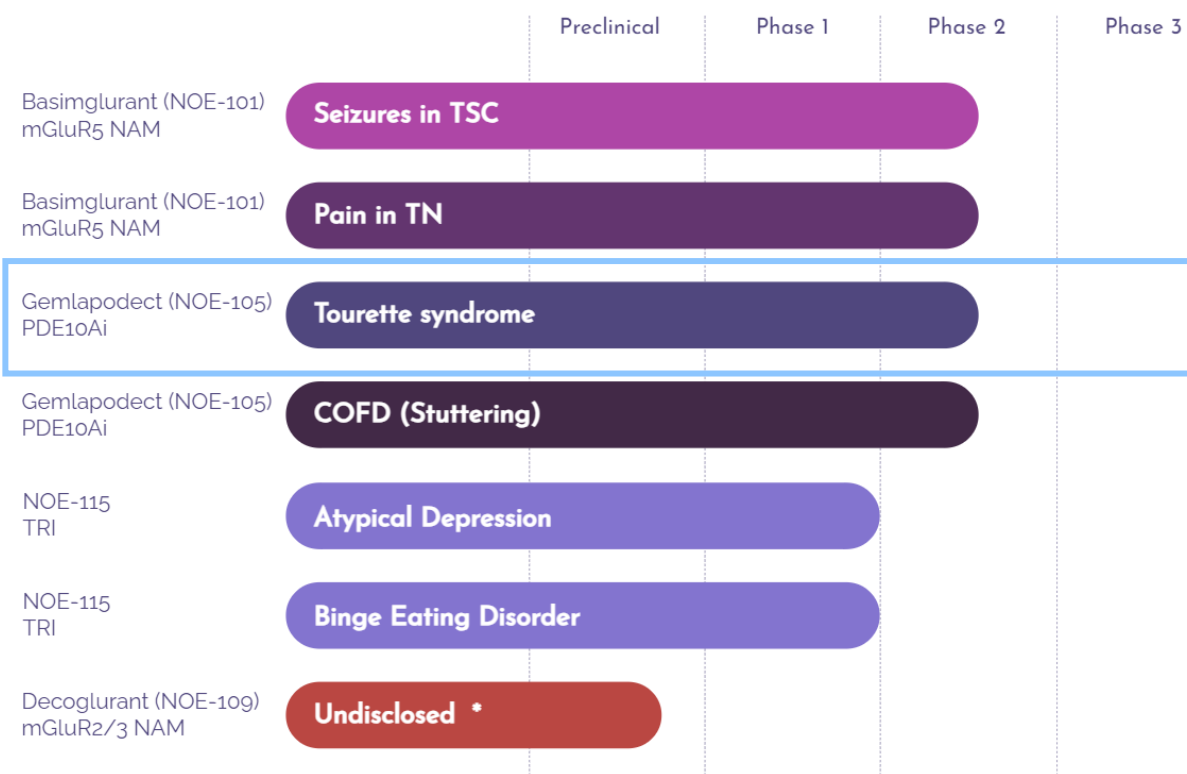 Preclinical Phase 1 Phase 2 Phase 3
Basimglurant (NOE-101)
mGluR5 NAM
Seizures in TSC
Basimglurant (NOE-101)
mGluR5 NAM
Pain in TN
Gemlapodect (NOE-105)
PDE10Ai
Tourette syndrome
Gemlapodect (NOE-105)
PDE10Ai
COFD (Stuttering)
NOE-115
TRI
Atypical Depression
NOE-115
TRI
Binge Eating Disorder
Decoglurant (NOE-109)
mGluR2/3 NAM
Undisclosed *